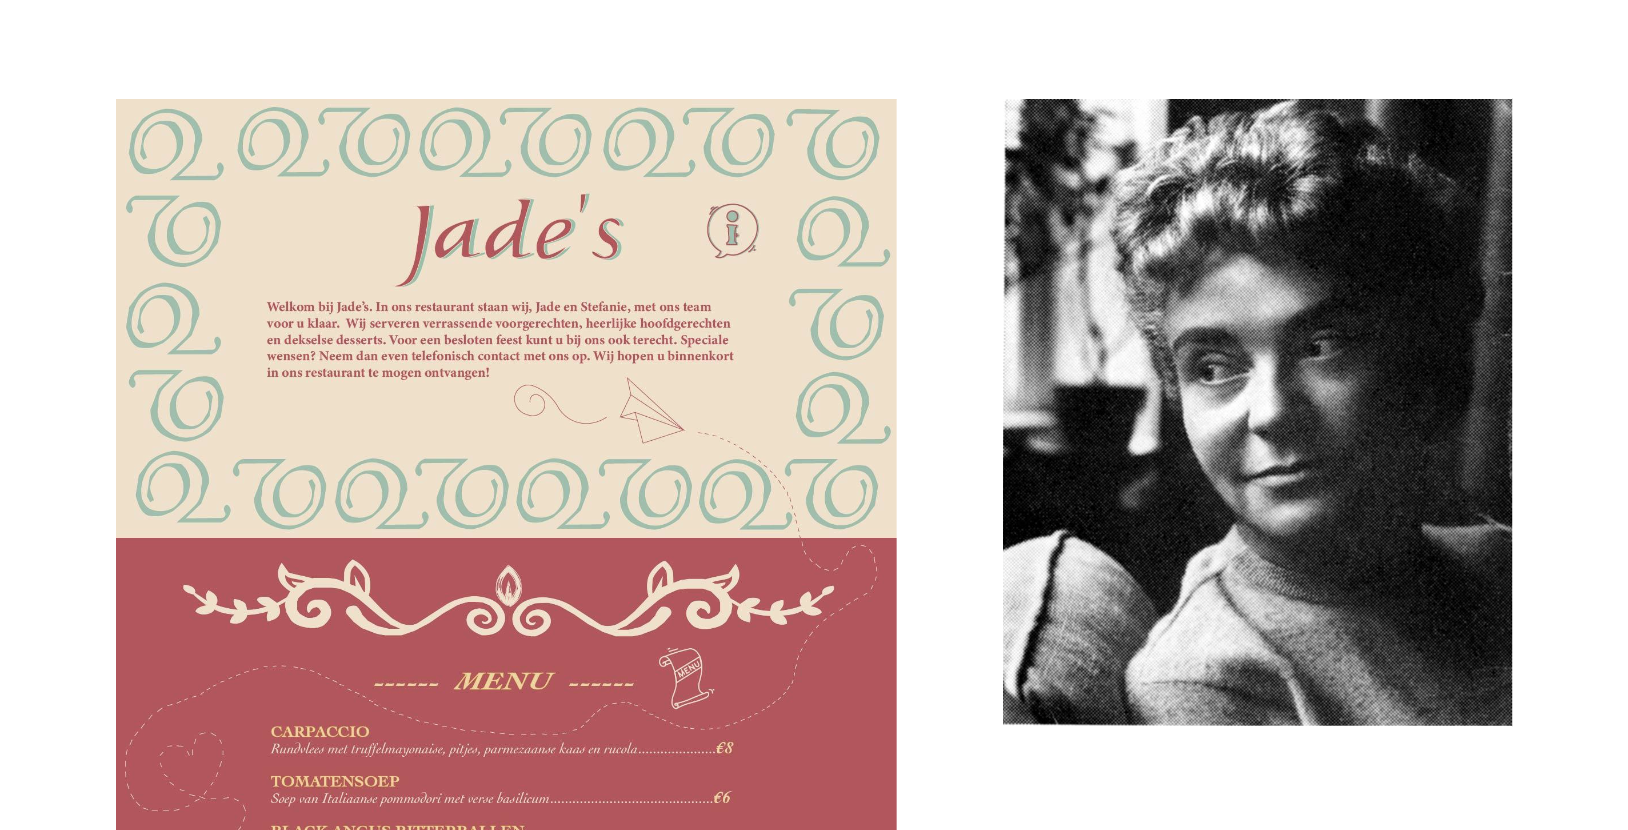 Jade's
Welkom bij Jade's. In ons restaurant staan wij, Jade en Stefanie, met ons team
voor u klaar. Wij serveren verrassende voorgerechten, heerlijke hoofdgerechten
en dekselse desserts. Voor een besloten feest kunt u bij ons ook terecht. Speciale
wensen? Neem dan even telefonisch contact met ons op. Wij hopen u binnenkort
in ons restaurant te mogen ontvangen!
------ MENU ------
MENU
CARPACCIO
Rundvlees met truffelmayonaise, pitjes, parmezaanse kaas en rucola.....................€8
TOMATENSOEP
Soep van Italiaanse pommodori met verse basilicum............................................€6
BLACK ANGUS BITTERBALLEN